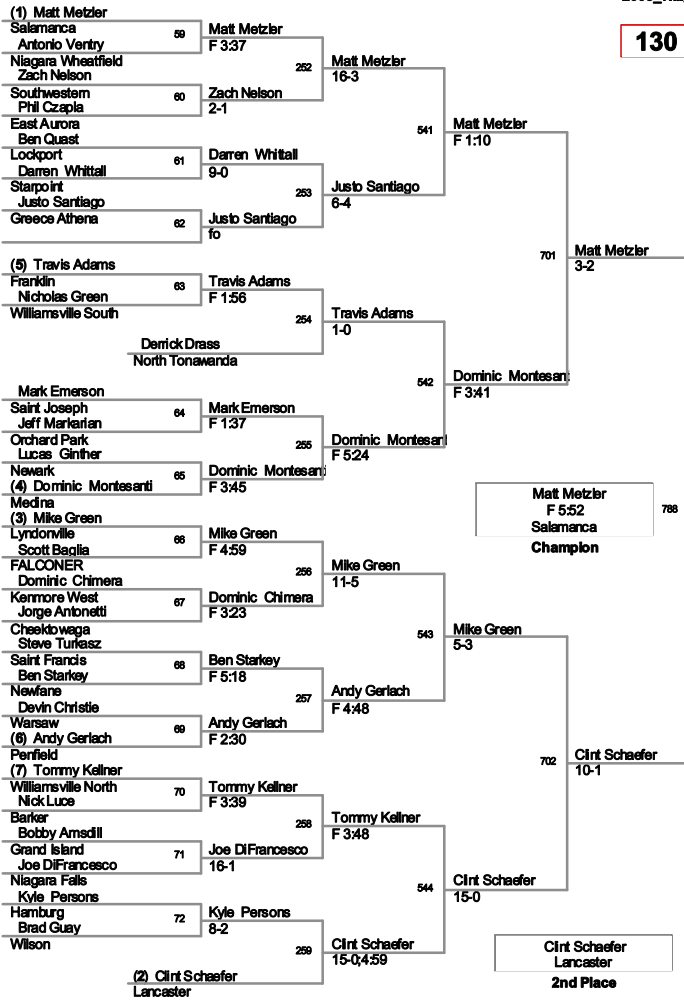 (1) Matt Metzler
Salamanca
59
Matt Metzler
Antonio Ventry
F 3:37
Niagara Wheatfield
252
Matt Metzler
Zach Nelson
16-3
Southwestern
60
Zach Nelson
Phil Czapla
2-1
130
East Aurora
541
Matt Metzler
Ben Quast
F 1:10
Lockport
61
Darren Whittall
Darren Whittall
9-0
Starpoint
253
Justo Santiago
Justo Santiago
6-4
Greece Athena
62
Justo Santiago
fo
701
Matt Metzler
3-2
(5) Travis Adams
Franklin
63
Travis Adams
Nicholas Green
F 1:56
Williamsville South
254
Travis Adams
1-0
Derrick Drass
North Tonawanda
542
Dominic Montesant
F 3:41
Mark Emerson
Saint Joseph
64
Mark Emerson
Jeff Markarian
F 1:37
Orchard Park
255
Dominic Montesant
Lucas Ginther
F 5:24
Newark
65
Dominic Montesant
(4) Dominic Montesanti
F 3:45
Medina
Matt Metzler
F 5:52
788
Salamanca
Champion
(3) Mike Green
Lyndonville
66
Mike Green
Scott Baglia
F 4:59
FALCONER
256
Mike Green
Dominic Chimera
11-5
Kenmore West
67
Dominic Chimera
Jorge Antonetti
F 3:23
Cheektowaga
543
Mike Green
Steve Turkasz
5-3
Saint Francis
68
Ben Starkey
Ben Starkey
F 5:18
Newfane
257
Andy Gerlach
Devin Christie
F 4:48
Warsaw
69
Andy Gerlach
(6) Andy Gerlach
F 2:30
Penfield
702
Clint Schaefer
10-1
(7) Tommy Kellner
Williamsville North
70
Tommy Kellner
Nick Luce
F 3:39
Barker
258
Tommy Kellner
Bobby Amsdill
F 3:48
Grand Island
71
Joe DiFrancesco
Joe DiFrancesco
16-1
Niagara Falls
544
Clint Schaefer
Kyle Persons
15-0
Hamburg
72
Kyle Persons
Brad Guay
8-2
Wilson
259
Clint Schaefer
15-0;4:59
(2) Clint Schaefer
Lancaster
Clint Schaefer
Lancaster
2nd Place